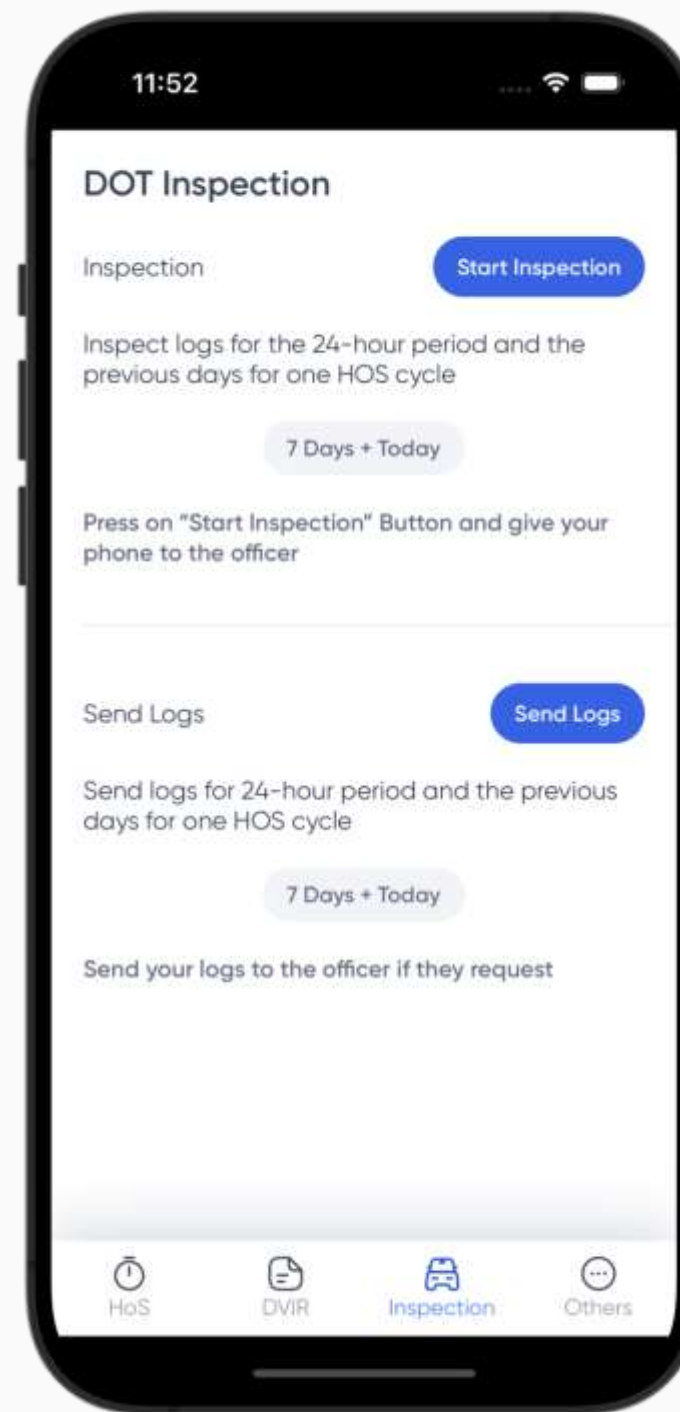 11:52
DOT Inspection
Inspection
Start Inspection
Inspect logs for the 24-hour period and the
previous days for one HOS cycle
7 Days + Today
Press on "Start Inspection" Button and give your
phone to the officer
Send Logs
Send Logs
Send logs for 24-hour period and the previous
days for one HOS cycle
7 Days + Today
Send your logs to the officer if they request
HoS
DVIR
Inspection
Others